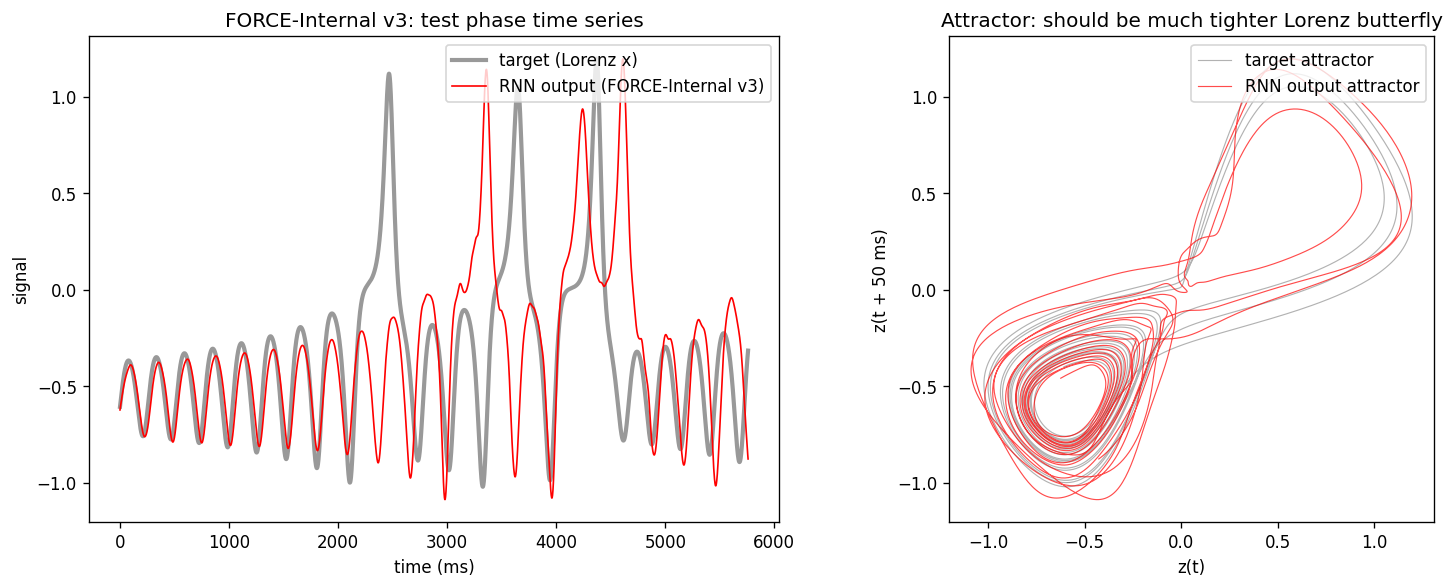 FORCE-Internal v3: test phase time series
target (Lorenz x)
RNN output (FORCE-Internal v3)
1.0
0.5
0.0
−0.5
−1.0
signal
0 1000 2000 3000 4000 5000 6000
time (ms)
Attractor: should be much tighter Lorenz butterfly
target attractor
RNN output attractor
1.0
0.5
0.0
−0.5
−1.0
z(t + 50 ms)
−1.0 −0.5 0.0 0.5 1.0
z(t)